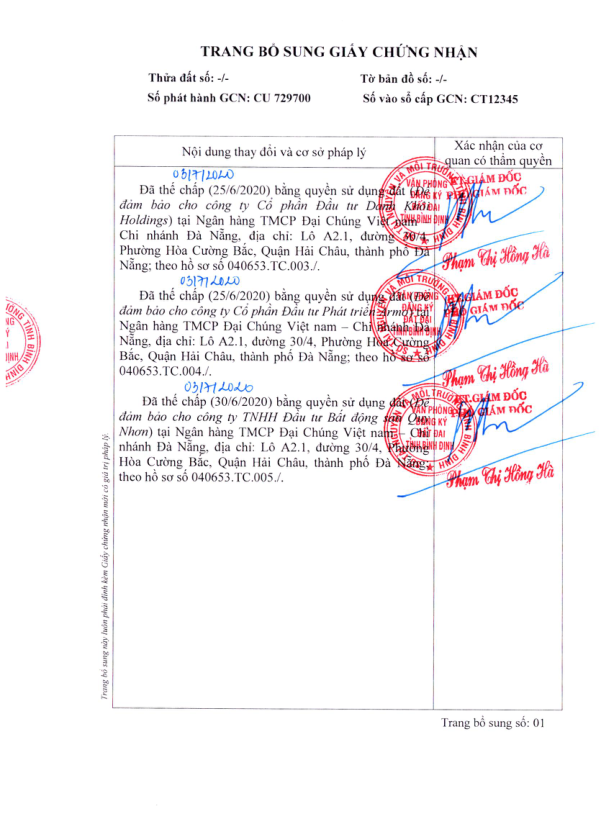 TRANG BỔ SUNG GIẤY CHỨNG NHẬN
Thửa đất số: -/- Tờ bản đồ số: -/-
Số phát hành GCN: CU 729700 Số vào sổ cấp GCN: CT12345
Nội dung thay đổi và cơ sở pháp lý
Xác nhận của cơ
quan có thẩm quyền
03/7/2020
Đã thế chấp (25/6/2020) bằng quyền sử dụng đất (Để
đảm bảo cho công ty Cổ phần Đầu tư Danh Khôi
Holdings) tại Ngân hàng TMCP Đại Chúng Việt nam –
Chi nhánh Đà Nẵng, địa chỉ: Lô A2.1, đường 30/4,
Phường Hòa Cường Bắc, Quận Hải Châu, thành phố Đà
Nẵng; theo hồ sơ số 040653.TC.003./.
KT.GIÁM ĐỐC
PHÓ GIÁM ĐỐC
Phạm Thị Hồng Hà
03/7/2020
Đã thế chấp (25/6/2020) bằng quyền sử dụng đất (Để
đảm bảo cho công ty Cổ phần Đầu tư Phát triển Armo) tại
Ngân hàng TMCP Đại Chúng Việt nam – Chi nhánh Đà
Nẵng, địa chỉ: Lô A2.1, đường 30/4, Phường Hòa Cường
Bắc, Quận Hải Châu, thành phố Đà Nẵng; theo hồ sơ số
040653.TC.004./.
KT.GIÁM ĐỐC
PHÓ GIÁM ĐỐC
Phạm Thị Hồng Hà
03/7/2020
Đã thế chấp (30/6/2020) bằng quyền sử dụng đất (Để
đảm bảo cho công ty TNHH Đầu tư Bất động sản Quy
Nhơn) tại Ngân hàng TMCP Đại Chúng Việt nam – Chi
nhánh Đà Nẵng, địa chỉ: Lô A2.1, đường 30/4, Phường
Hòa Cường Bắc, Quận Hải Châu, thành phố Đà Nẵng;
theo hồ sơ số 040653.TC.005./.
KT.GIÁM ĐỐC
PHÓ GIÁM ĐỐC
Phạm Thị Hồng Hà
VĂN PHÒNG
ĐĂNG KÝ
ĐẤT ĐAI
TỈNH BÌNH ĐỊNH
Trang bổ sung này luôn phải đính kèm Giấy chứng nhận mới có giá trị pháp lý.
Trang bổ sung số: 01